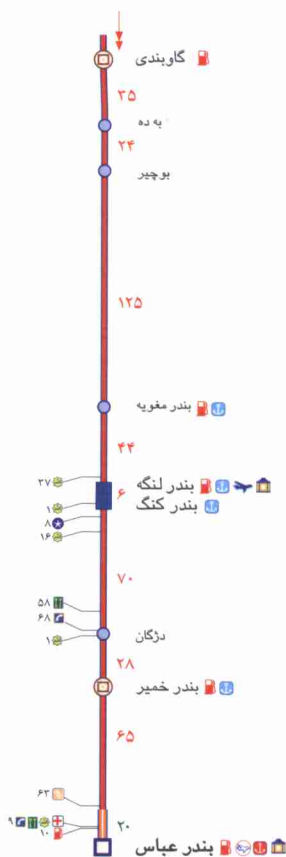 گاوبندی
۳۵
به ده
۲۴
بوچیر
۱۲۵
بندر مغویه
۴۴
۳۷
بندر لنگه
۶
۱
بندر کنگ
۸
۱۶
۷۰
۵۸
۶۸
دژگان
۱
۲۸
بندر خمیر
۶۵
۶۳
۲۰
۹
۱۰
بندر عباس